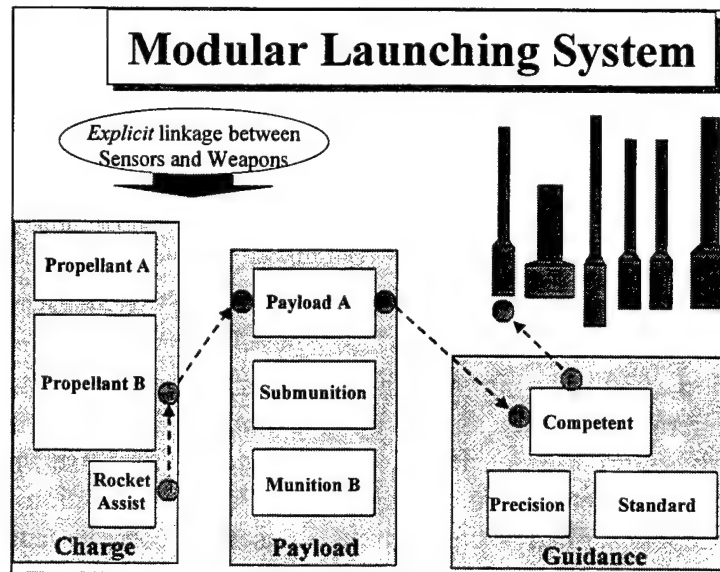 Modular Launching System
Explicit linkage between
Sensors and Weapons
Propellant A
Propellant B
Rocket
Assist
Charge
Payload A
Submunition
Munition B
Payload
Competent
Precision
Standard
Guidance